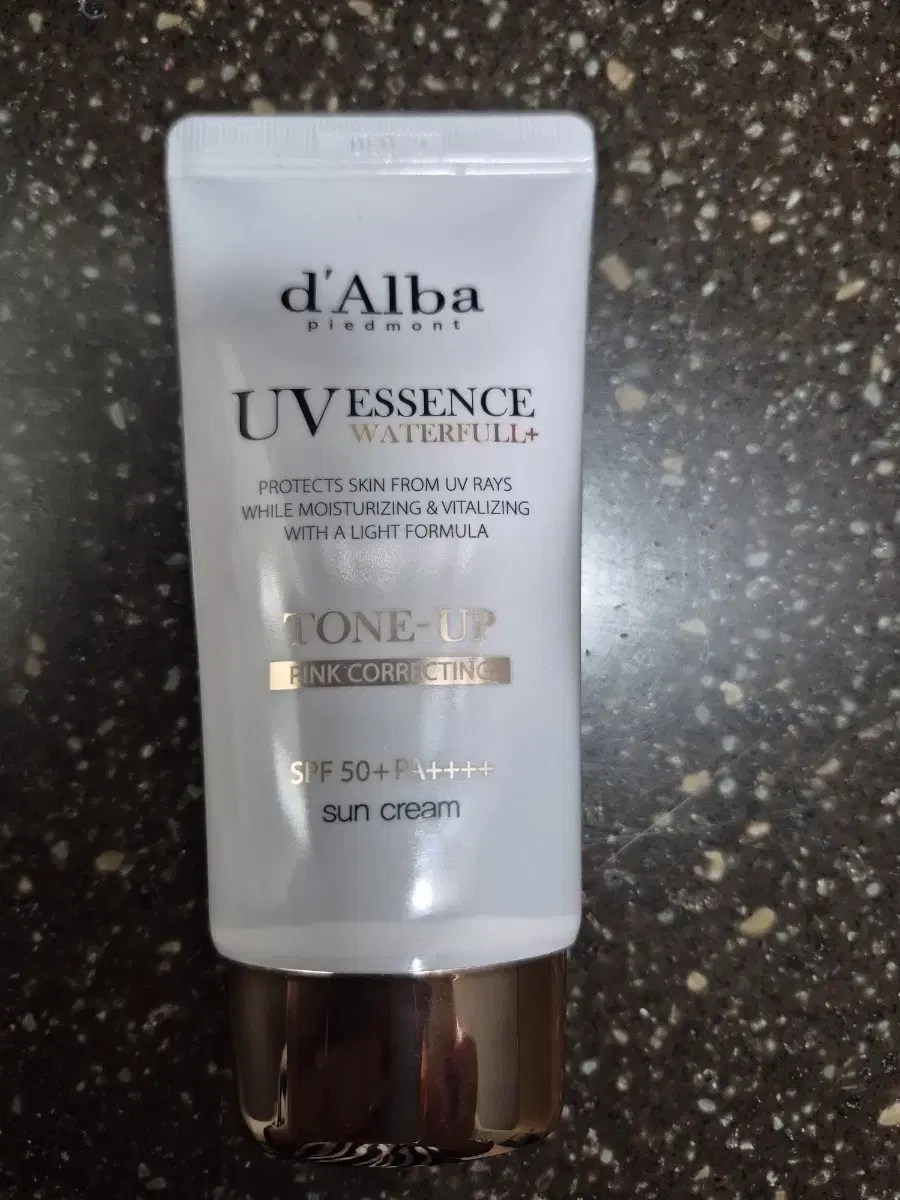 d'Alba
piedmont
UV ESSENCE
WATERFULL+
PROTECTS SKIN FROM UV RAYS
WHILE MOISTURIZING & VITALIZING
WITH A LIGHT FORMULA
TONE-UP
PINK CORRECTING
SPF 50+ PA++++
sun cream